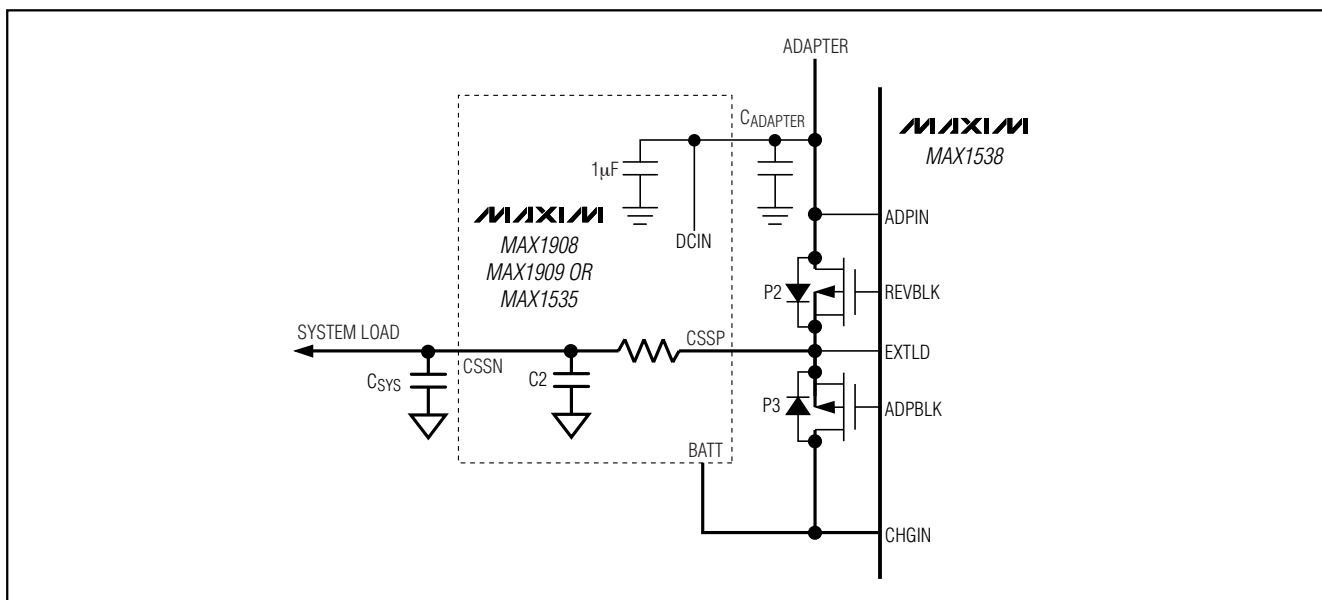 ADAPTER
CADAPTER
MAXIM
MAX1538
1μF
MAXIM
MAX1908
MAX1909 OR
MAX1535
DCIN
ADPIN
P2
REVBLK
SYSTEM LOAD
CSSP
EXTLD
CSSN
CSYS
C2
P3
ADPBLK
BATT
CHGIN